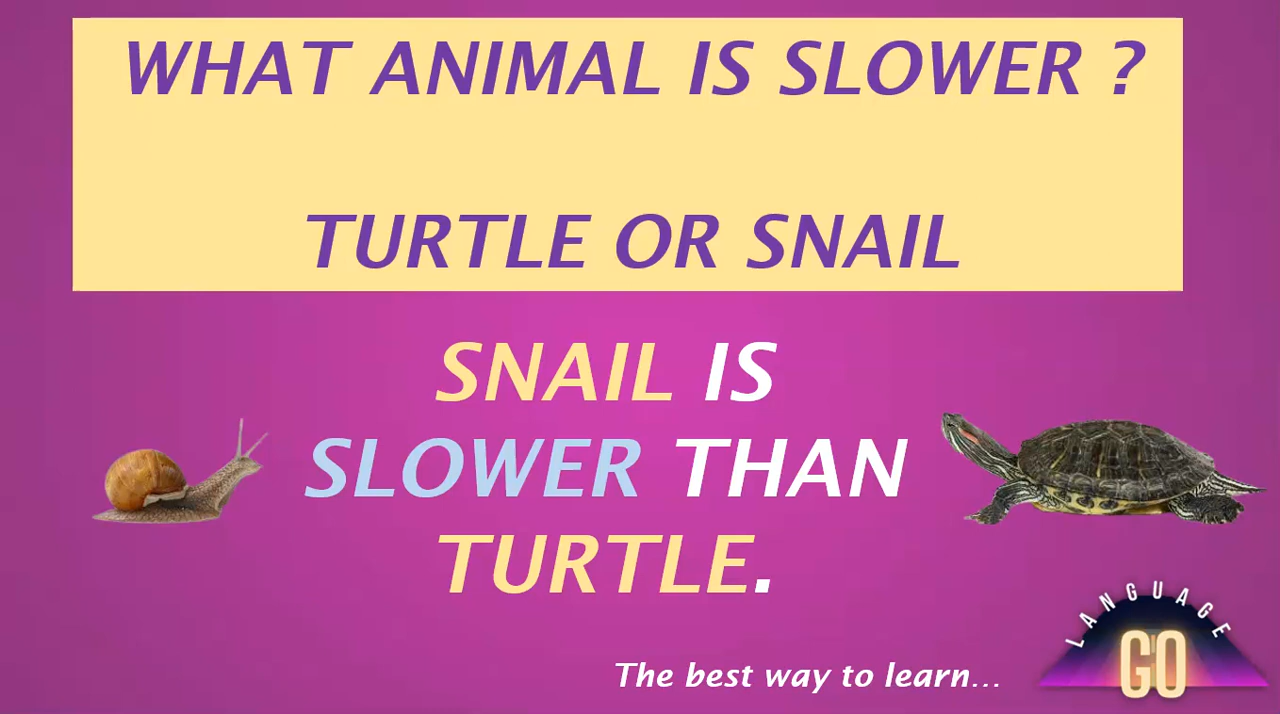 WHAT ANIMAL IS SLOWER ?
TURTLE OR SNAIL
SNAIL IS
SLOWER THAN
TURTLE.
The best way to learn...
LANGUAGE
GO